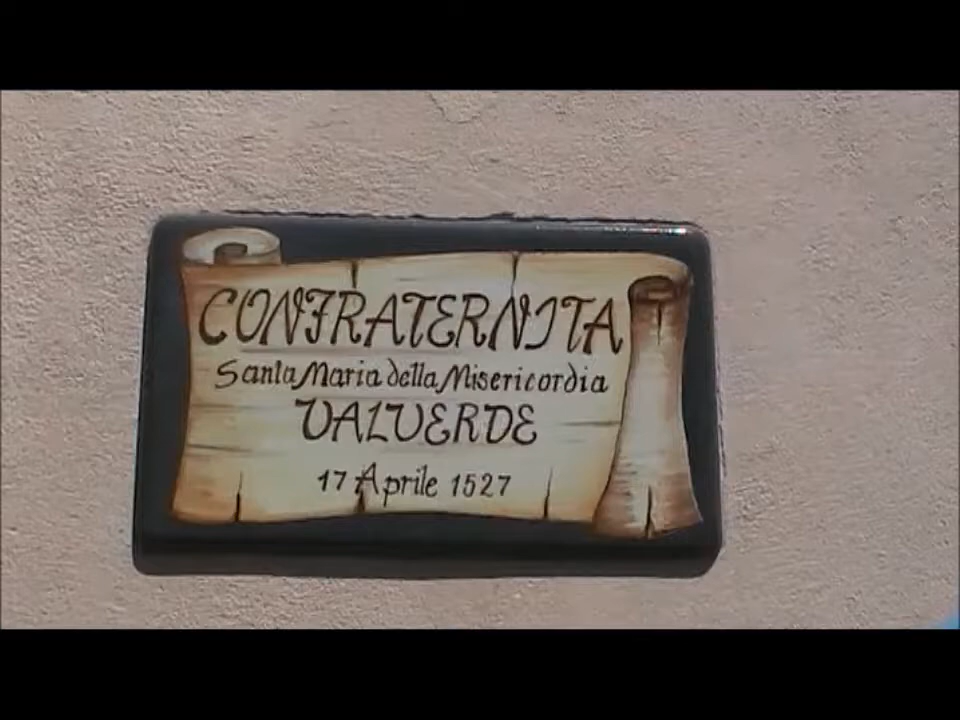 CONFRATERNITA
Santa Maria della Misericordia
VALVERDE
17 Aprile 1527